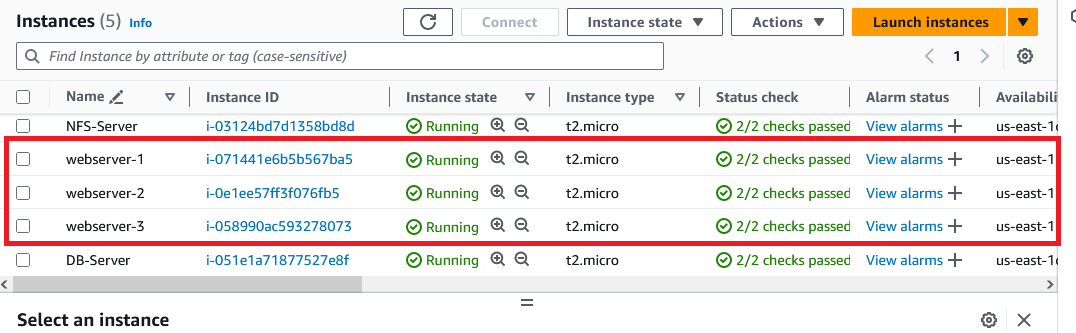 Instances (5) Info Connect Instance state Actions Launch instances
Find Instance by attribute or tag (case-sensitive) 1
Name Instance ID Instance state Instance type Status check Alarm status Availabili
NFS-Server i-03124bd7d1358bd8d Running t2.micro 2/2 checks passed View alarms us-east-1
webserver-1 i-071441e6b5b567ba5 Running t2.micro 2/2 checks passed View alarms us-east-1
webserver-2 i-0e1ee57ff3f076fb5 Running t2.micro 2/2 checks passed View alarms us-east-1
webserver-3 i-058990ac593278073 Running t2.micro 2/2 checks passed View alarms us-east-1
DB-Server i-051e1a71877527e8f Running t2.micro 2/2 checks passed View alarms us-east-1
Select an instance